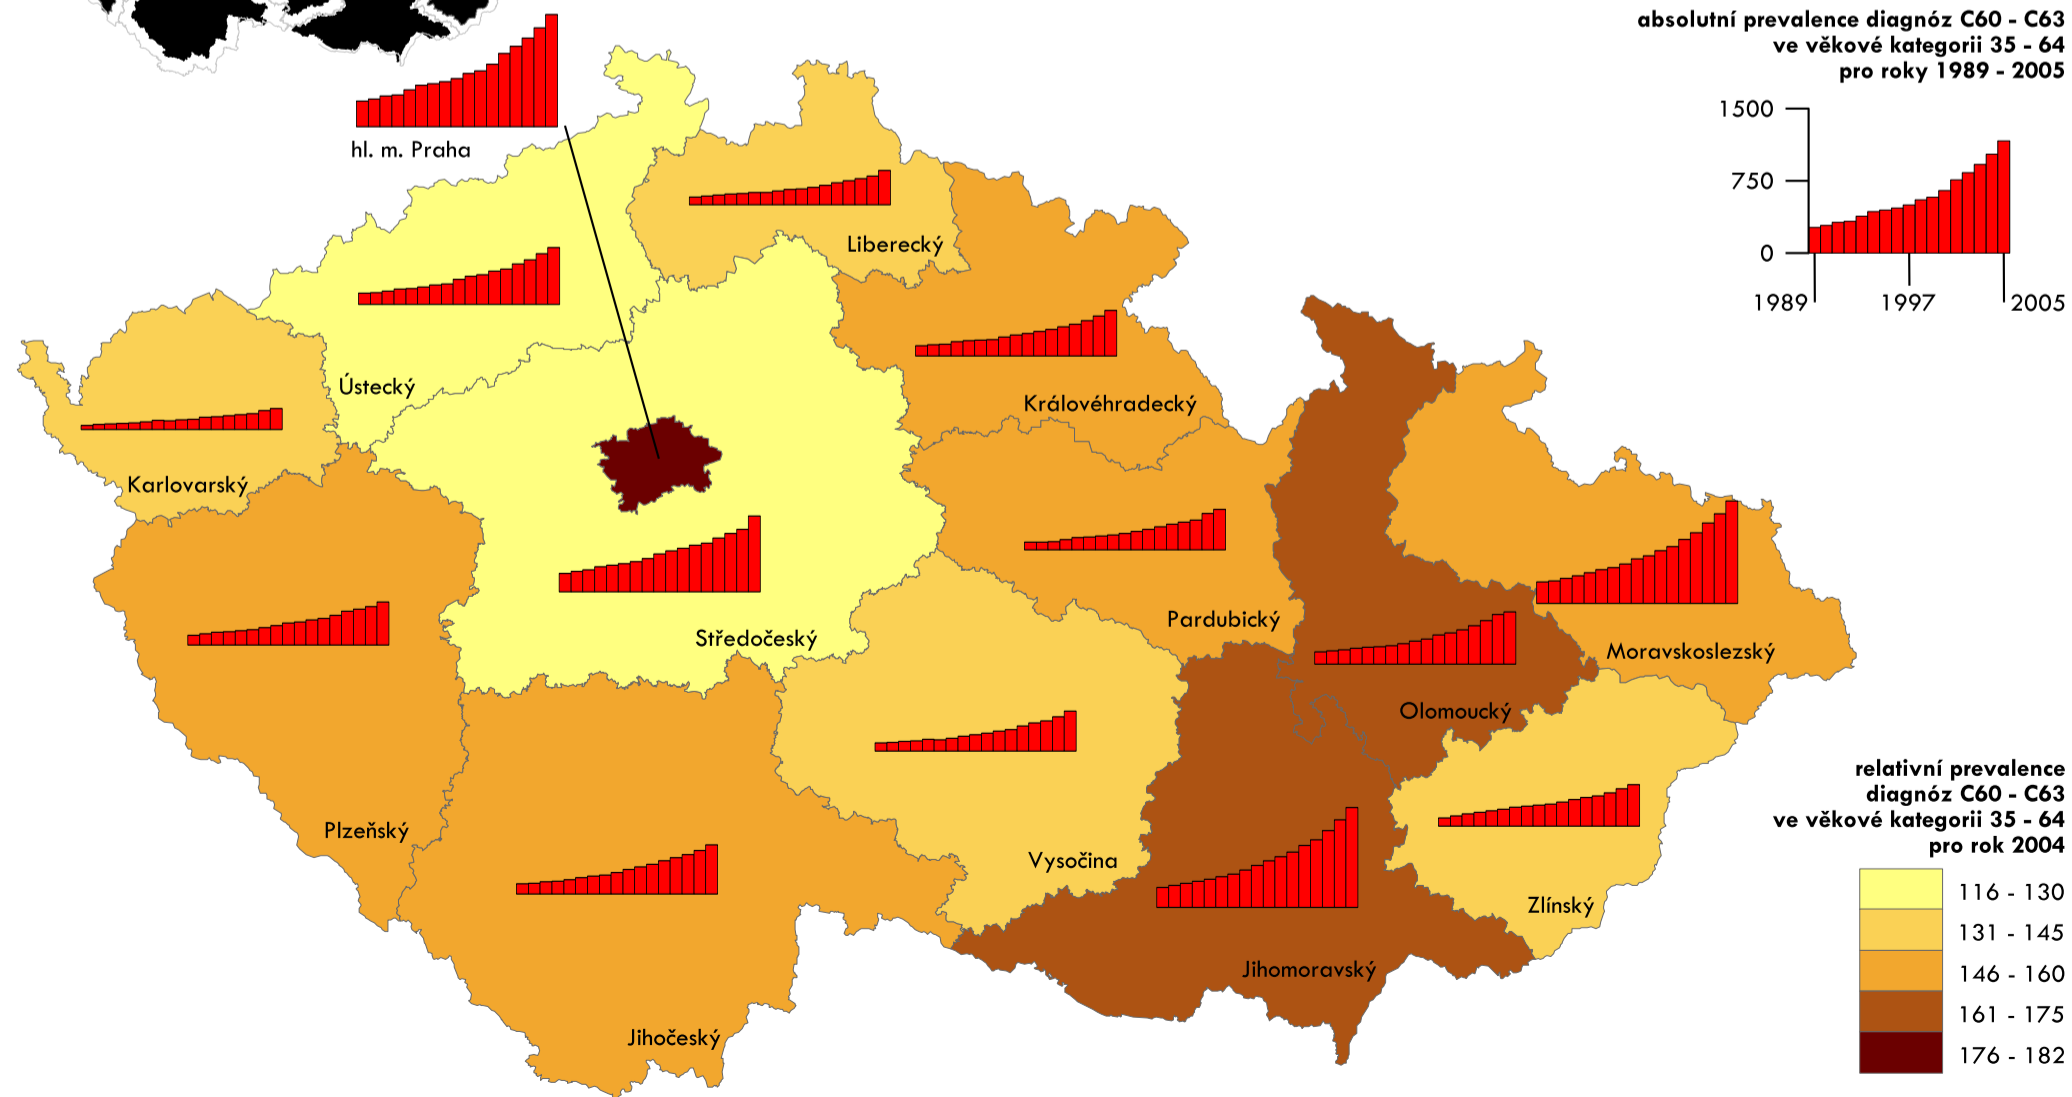 absolutní prevalence diagnóz C60 - C63
ve věkové kategorii 35 - 64
pro roky 1989 - 2005
1500
750
0
1989
1997
2005
hl. m. Praha
Liberecký
Ústecký
Královéhradecký
Karlovarský
Pardubický
Středočeský
Moravskoslezský
Olomoucký
Plzeňský
Vysočina
Zlínský
Jihomoravský
Jihočeský
relativní prevalence
diagnóz C60 - C63
ve věkové kategorii 35 - 64
pro rok 2004
116 - 130
131 - 145
146 - 160
161 - 175
176 - 182